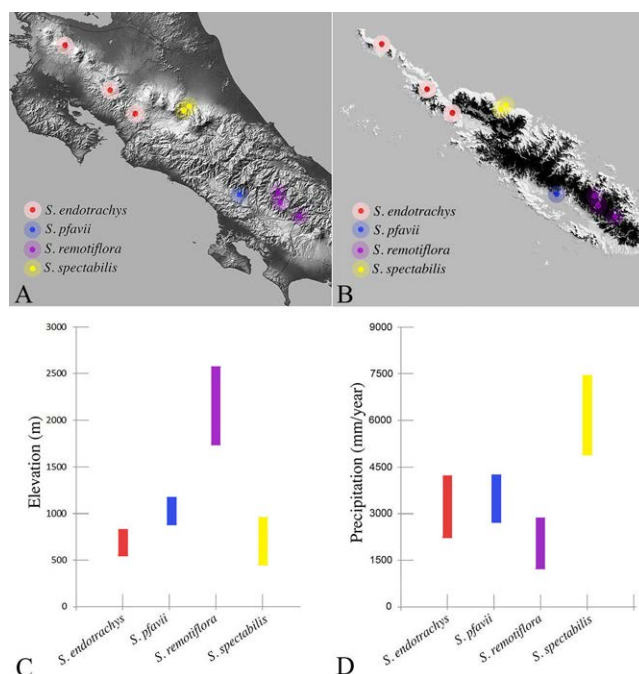 S. endotrachys
S. pfavii
S. remotiflora
S. spectabilis
A
S. endotrachys
S. pfavii
S. remotiflora
S. spectabilis
B
Elevation (m)
3000
2500
2000
1500
1000
500
0
S. endotrachys
S. pfavii
S. remotiflora
S. spectabilis
C
Precipitation (mm/year)
9000
7500
6000
4500
3000
1500
0
S. endotrachys
S. pfavii
S. remotiflora
S. spectabilis
D